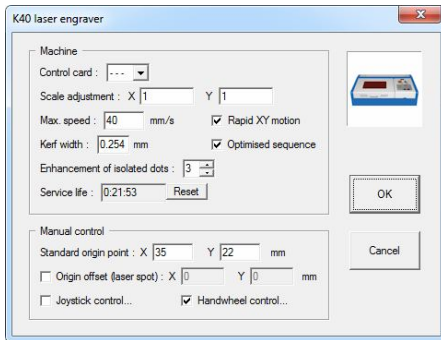 K40 laser engraver
Machine
Control card : ---
Scale adjustment : X 1 Y 1
Max. speed : 40 mm/s Rapid XY motion
Kerf width : 0.254 mm Optimised sequence
Enhancement of isolated dots : 3
Service life : 0:21:53 Reset
OK
Manual control
Standard origin point : X 35 Y 22 mm
Cancel
Origin offset (laser spot) : X 0 Y 0 mm
Joystick control... Handwheel control...